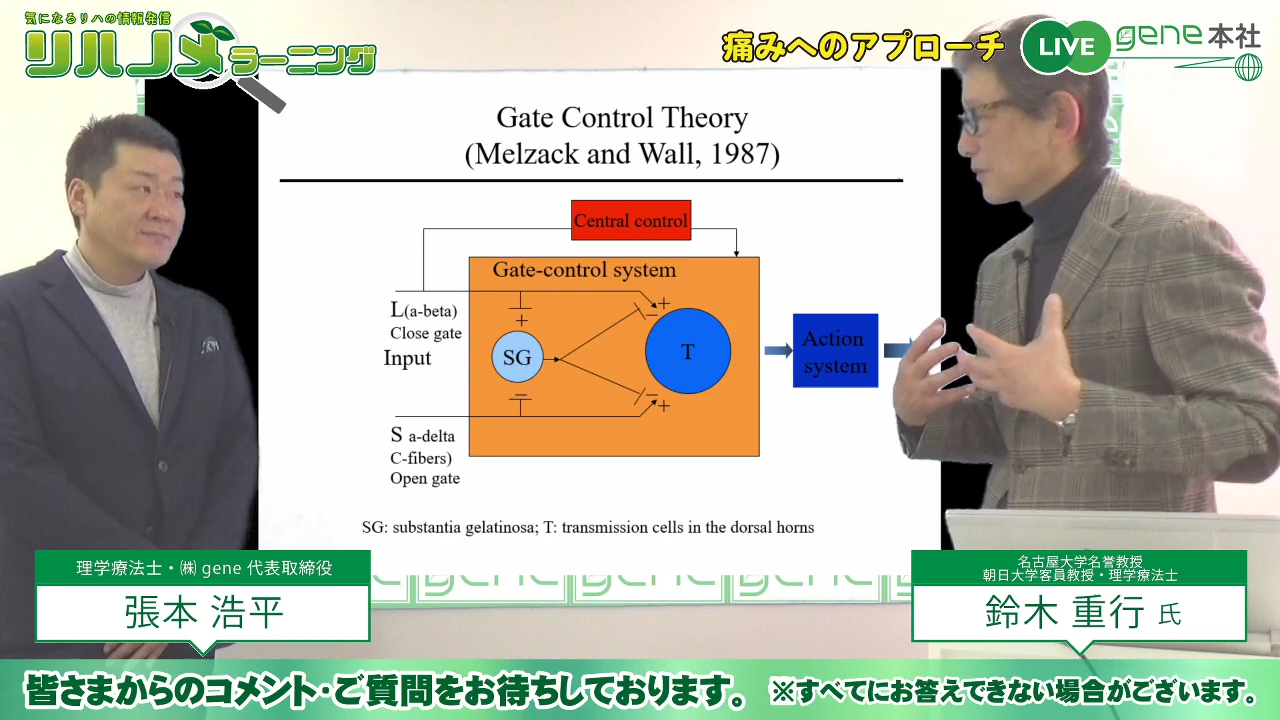 気になるリハの情報発信
リハノメラーニング
痛みへのアプローチ
LIVE
gene本社
Gate Control Theory
(Melzack and Wall, 1987)
Central control
Gate-control system
L(a-beta)
Close gate
Input
+
+
−
SG
T
−
−
+
Action
system
S a-delta
C-fibers)
Open gate
SG: substantia gelatinosa; T: transmission cells in the dorsal horns
gene gene gene gene
理学療法士・㈱gene 代表取締役
張本 浩平
名古屋大学名誉教授
朝日大学客員教授・理学療法士
鈴木 重行 氏
皆さまからのコメント・ご質問をお待ちしております。
※すべてにお答えできない場合がございます。